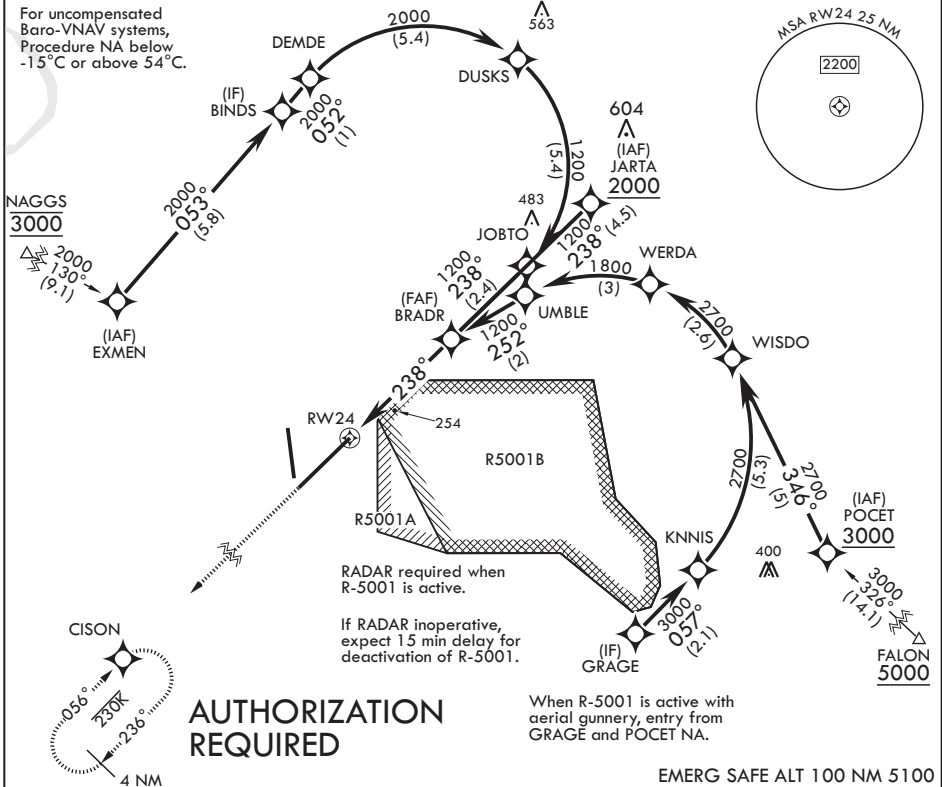 For uncompensated
Baro-VNAV systems,
Procedure NA below
-15°C or above 54°C.
2000
(5.4)
563
DEMDE
DUSKS
(IF)
BINDS
2000
052°
(1)
MSA RW24 25 NM
2200
604
(IAF)
JARTA
2000
1200
(5.4)
2000
053°
(5.8)
NAGGS
3000
2000
130°
(9.1)
(IAF)
EXMEN
483
JOBTO
1200
238°
(4.5)
WERDA
1800
(3)
1200
238°
(2.4)
(FAF)
BRADR
UMBLE
1200
252°
(2)
2700
(2.6)
WISDO
238°
RW24
254
R5001B
R5001A
2700
(5.3)
2700
346°
(5)
(IAF)
POCET
3000
KNNIS
400
RADAR required when
R-5001 is active.
If RADAR inoperative,
expect 15 min delay for
deactivation of R-5001.
3000
057°
(2.1)
(IF)
GRAGE
3000
326°
(14.1)
FALON
5000
CISON
056°
230K
236°
4 NM
AUTHORIZATION
REQUIRED
When R-5001 is active with
aerial gunnery, entry from
GRAGE and POCET NA.
EMERG SAFE ALT 100 NM 5100